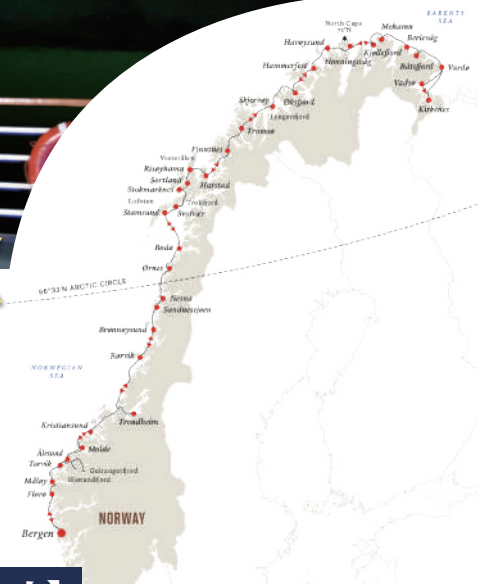 BARENTS
SEA
North Cape
71°N
Mehamn
Berlevåg
Havøysund
Kjøllefjord
Honningsvåg
Båtsfjord
Vardø
Hammerfest
Vadsø
Kirkenes
Skjervøy
Øksfjord
Lyngenfjord
Tromsø
Finnsnes
Vesterålen
Risøyhamn
Harstad
Sortland
Stokmarknes
Lofoten
Trollfjord
Stamsund
Svolvær
Bodø
Ørnes
66°33'N ARCTIC CIRCLE
Nesna
Sandnessjøen
Brønnøysund
Rørvik
NORWEGIAN
SEA
Trondheim
Kristiansund
Molde
Ålesund
Torvik
Geirangerfjord
Hjørundfjord
Måløy
Florø
NORWAY
Bergen